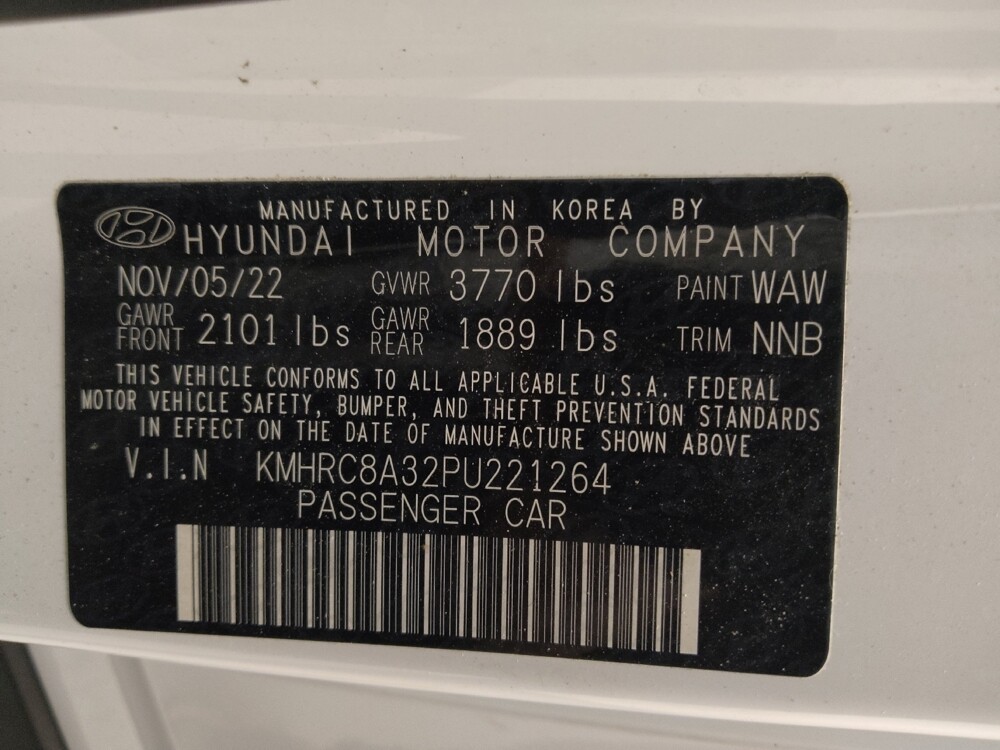 MANUFACTURED IN KOREA BY
HYUNDAI MOTOR COMPANY
NOV/05/22 GVWR 3770 lbs PAINT WAW
GAWR FRONT 2101 lbs GAWR REAR 1889 lbs TRIM NNB
THIS VEHICLE CONFORMS TO ALL APPLICABLE U.S.A. FEDERAL
MOTOR VEHICLE SAFETY, BUMPER, AND THEFT PREVENTION STANDARDS
IN EFFECT ON THE DATE OF MANUFACTURE SHOWN ABOVE
V.I.N KMHRC8A32PU221264
PASSENGER CAR